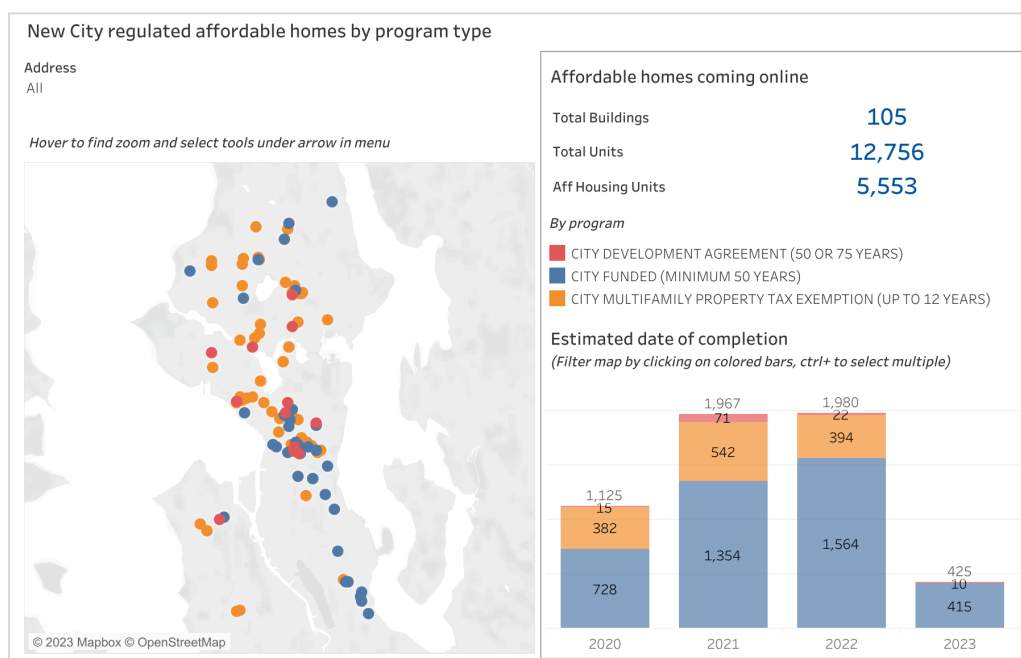 New City regulated affordable homes by program type
Address
All
Hover to find zoom and select tools under arrow in menu
© 2023 Mapbox © OpenStreetMap
Affordable homes coming online
Total Buildings 105
Total Units 12,756
Aff Housing Units 5,553
By program
CITY DEVELOPMENT AGREEMENT (50 OR 75 YEARS)
CITY FUNDED (MINIMUM 50 YEARS)
CITY MULTIFAMILY PROPERTY TAX EXEMPTION (UP TO 12 YEARS)
Estimated date of completion
(Filter map by clicking on colored bars, ctrl+ to select multiple)
1,125
15
382
728
1,967
71
542
1,354
1,980
22
394
1,564
425
10
415
2020 2021 2022 2023